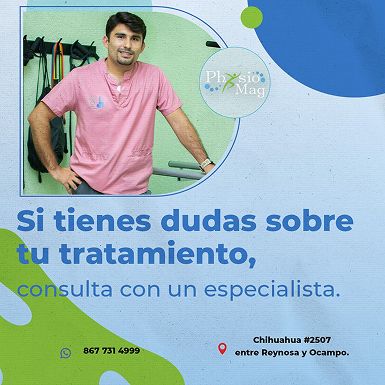 Physio
Mag
Si tienes dudas sobre
tu tratamiento,
consulta con un especialista.
867 731 4999
Chihuahua #2507
entre Reynosa y Ocampo.